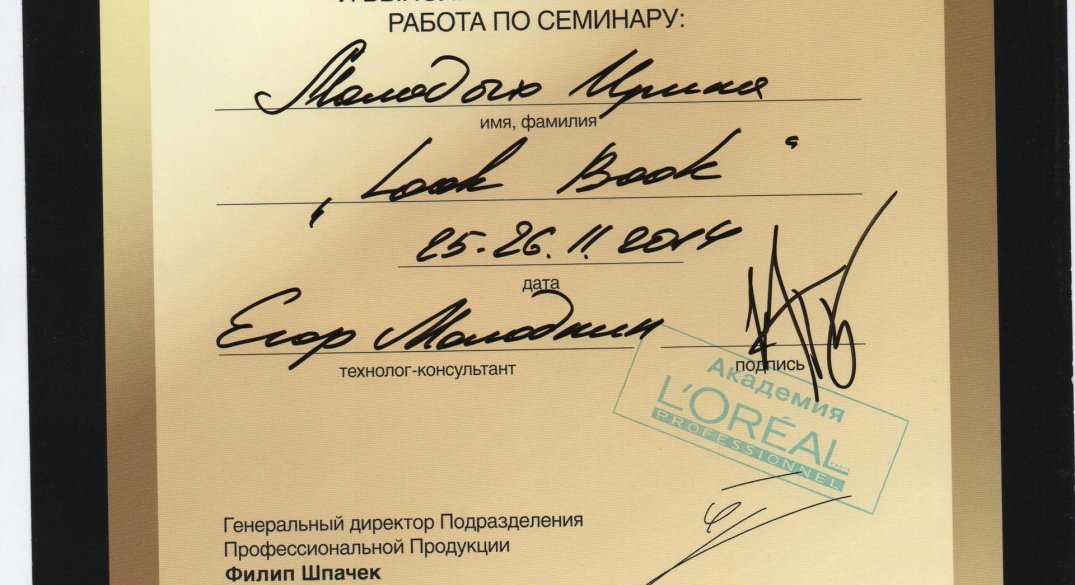 РАБОТА ПО СЕМИНАРУ:
Молодых Ирина
имя, фамилия
„Look Book“
25-26.11.2014
дата
Егор Молодкин
технолог-консультант
подпись
Академия
L'ORÉAL
PROFESSIONNEL
Генеральный директор Подразделения
Профессиональной Продукции
Филип Шпачек